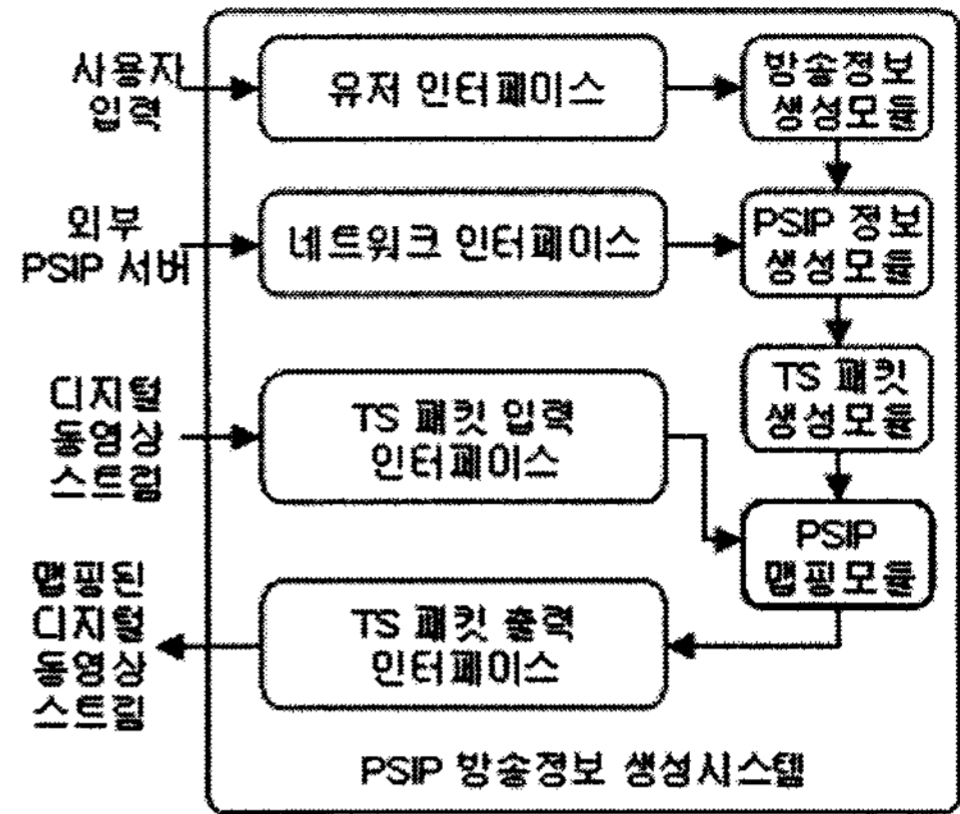 사용자
입력
유저 인터페이스
방송정보
생성모듈
외부
PSIP 서버
네트워크 인터페이스
PSIP 정보
생성모듈
디지털
동영상
스트림
TS 패킷 입력
인터페이스
TS 패킷
생성모듈
PSIP
맵핑모듈
맵핑된
디지털
동영상
스트림
TS 패킷 출력
인터페이스
PSIP 방송정보 생성시스템